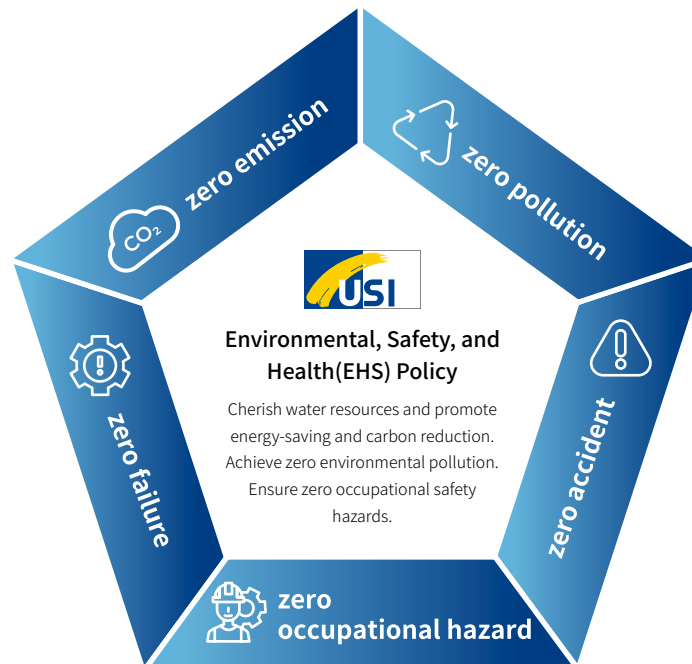 zero emission
CO₂
zero pollution
USI
Environmental, Safety, and
Health(EHS) Policy
Cherish water resources and promote
energy-saving and carbon reduction.
Achieve zero environmental pollution.
Ensure zero occupational safety
hazards.
zero failure
zero accident
zero
occupational hazard